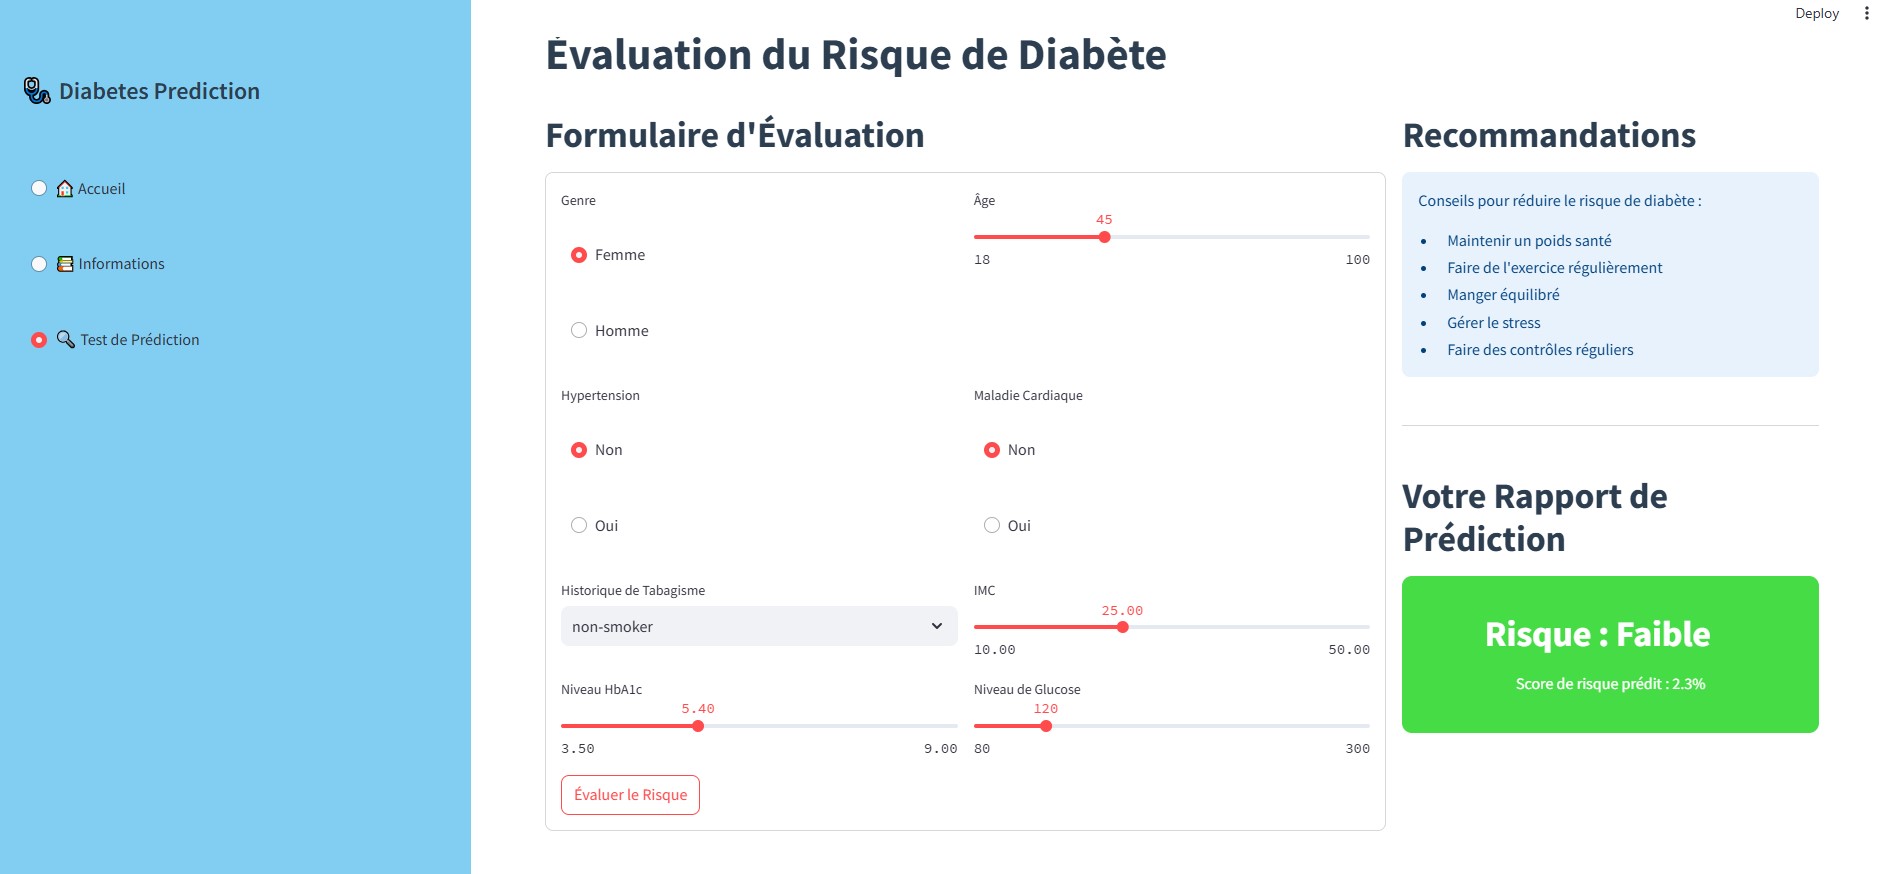 Deploy
Diabetes Prediction
Accueil
Informations
Test de Prédiction
Évaluation du Risque de Diabète
Formulaire d'Évaluation
Genre
Femme
Homme
Âge
45
18 100
Hypertension
Non
Oui
Maladie Cardiaque
Non
Oui
Historique de Tabagisme
non-smoker
IMC
25.00
10.00 50.00
Niveau HbA1c
5.40
3.50 9.00
Niveau de Glucose
120
80 300
Évaluer le Risque
Recommandations
Conseils pour réduire le risque de diabète :
• Maintenir un poids santé
• Faire de l'exercice régulièrement
• Manger équilibré
• Gérer le stress
• Faire des contrôles réguliers
Votre Rapport de
Prédiction
Risque : Faible
Score de risque prédit : 2.3%